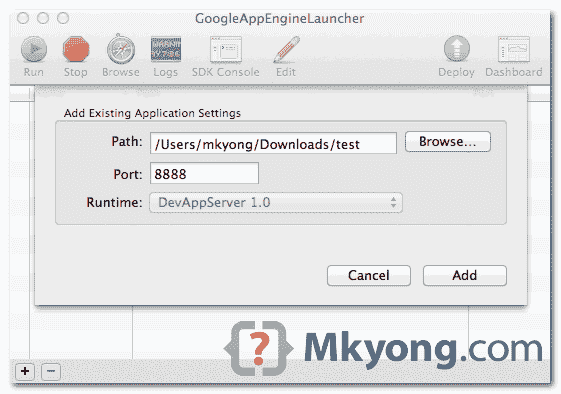 GoogleAppEngineLauncher
Run Stop Browse Logs SDK Console Edit Deploy Dashboard
Add Existing Application Settings
Path: /Users/mkyong/Downloads/test Browse...
Port: 8888
Runtime: DevAppServer 1.0
Cancel Add
Mkyong.com